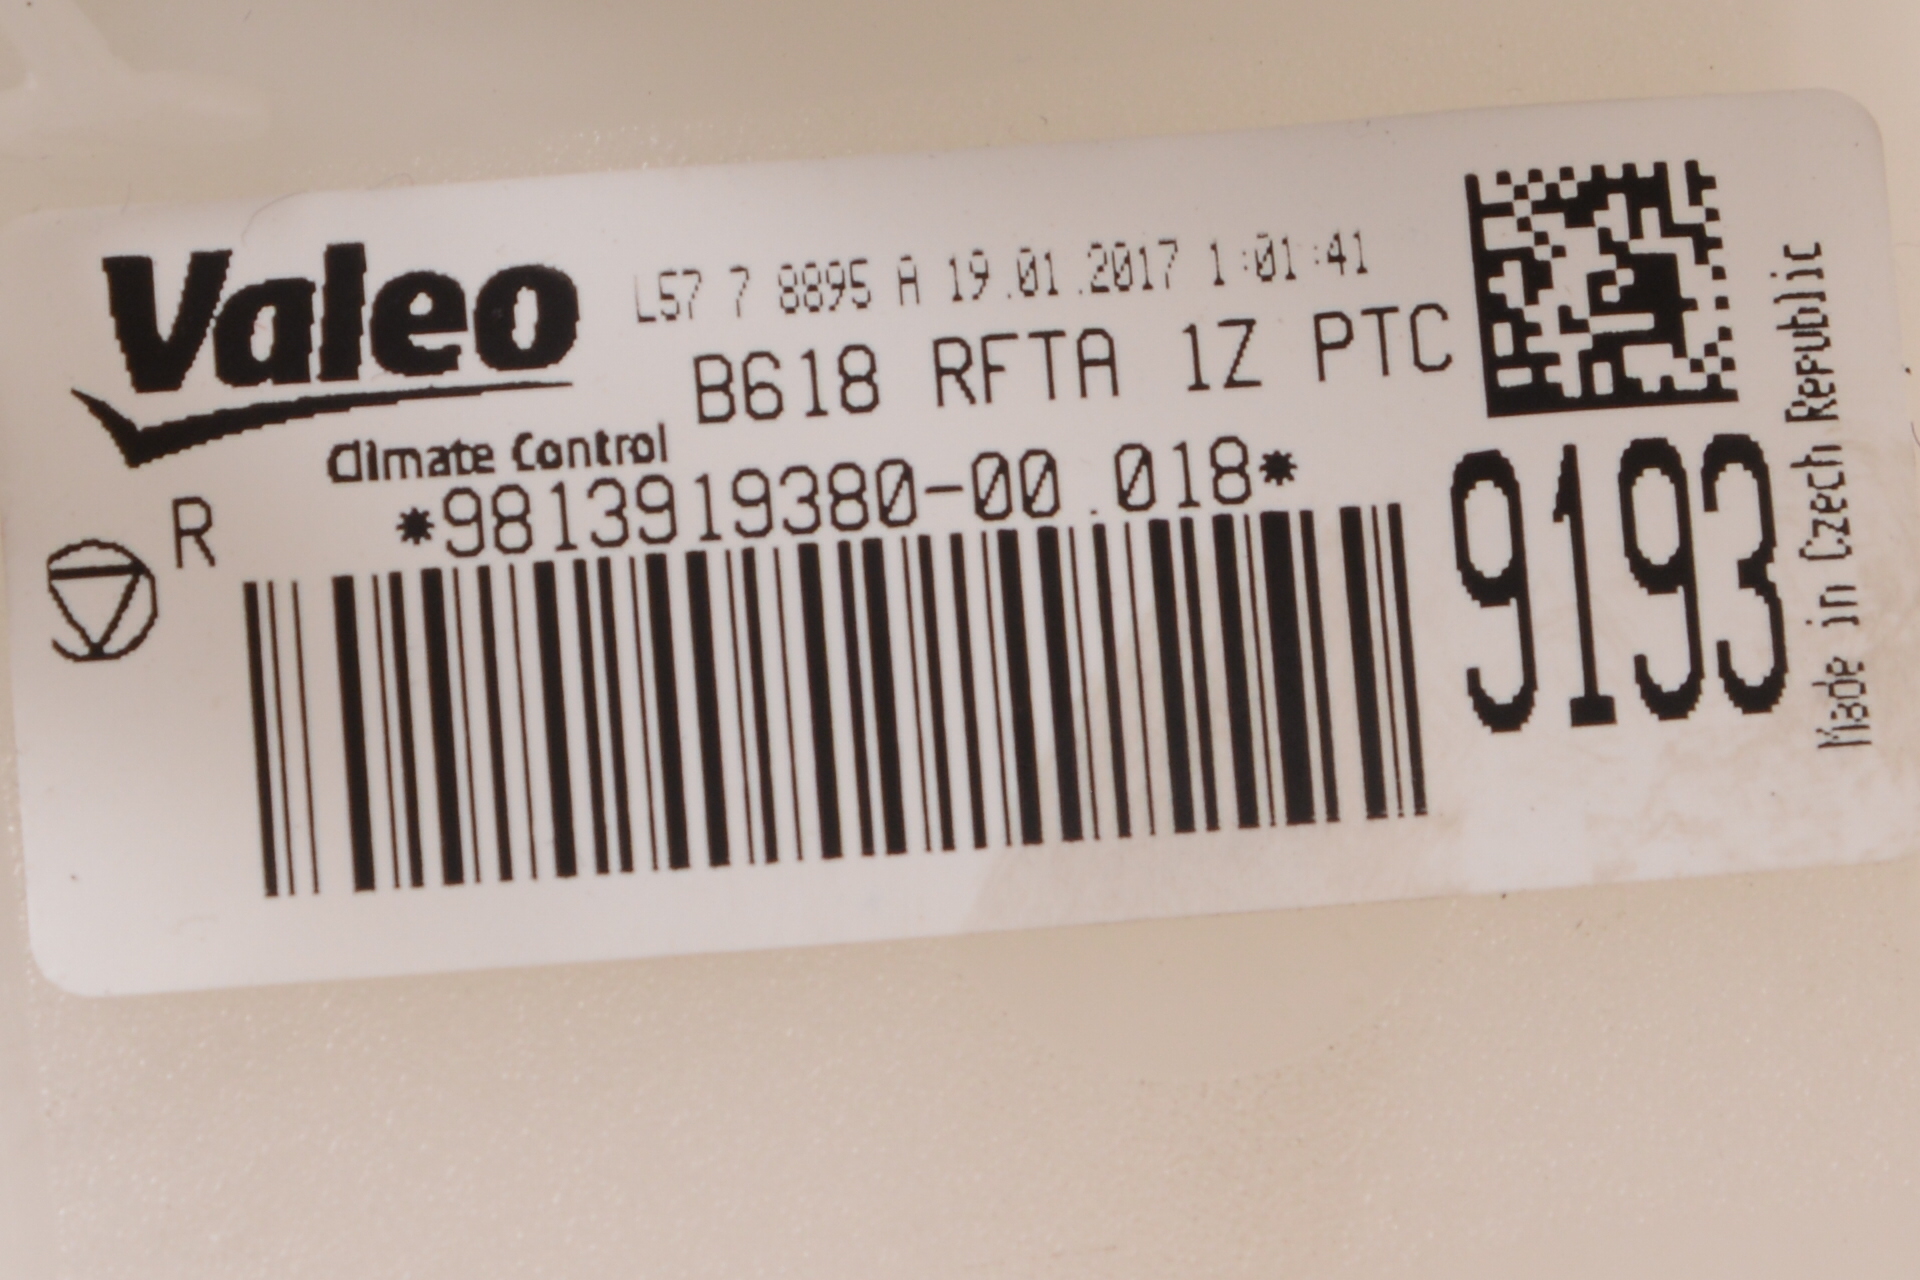 Valeo
L57 7 8895 A 19.01.2017 1:01:41
B618 RFTA 1Z PTC
Climate Control
*9813919380-00.018*
R
9193
Made in Czech Republic